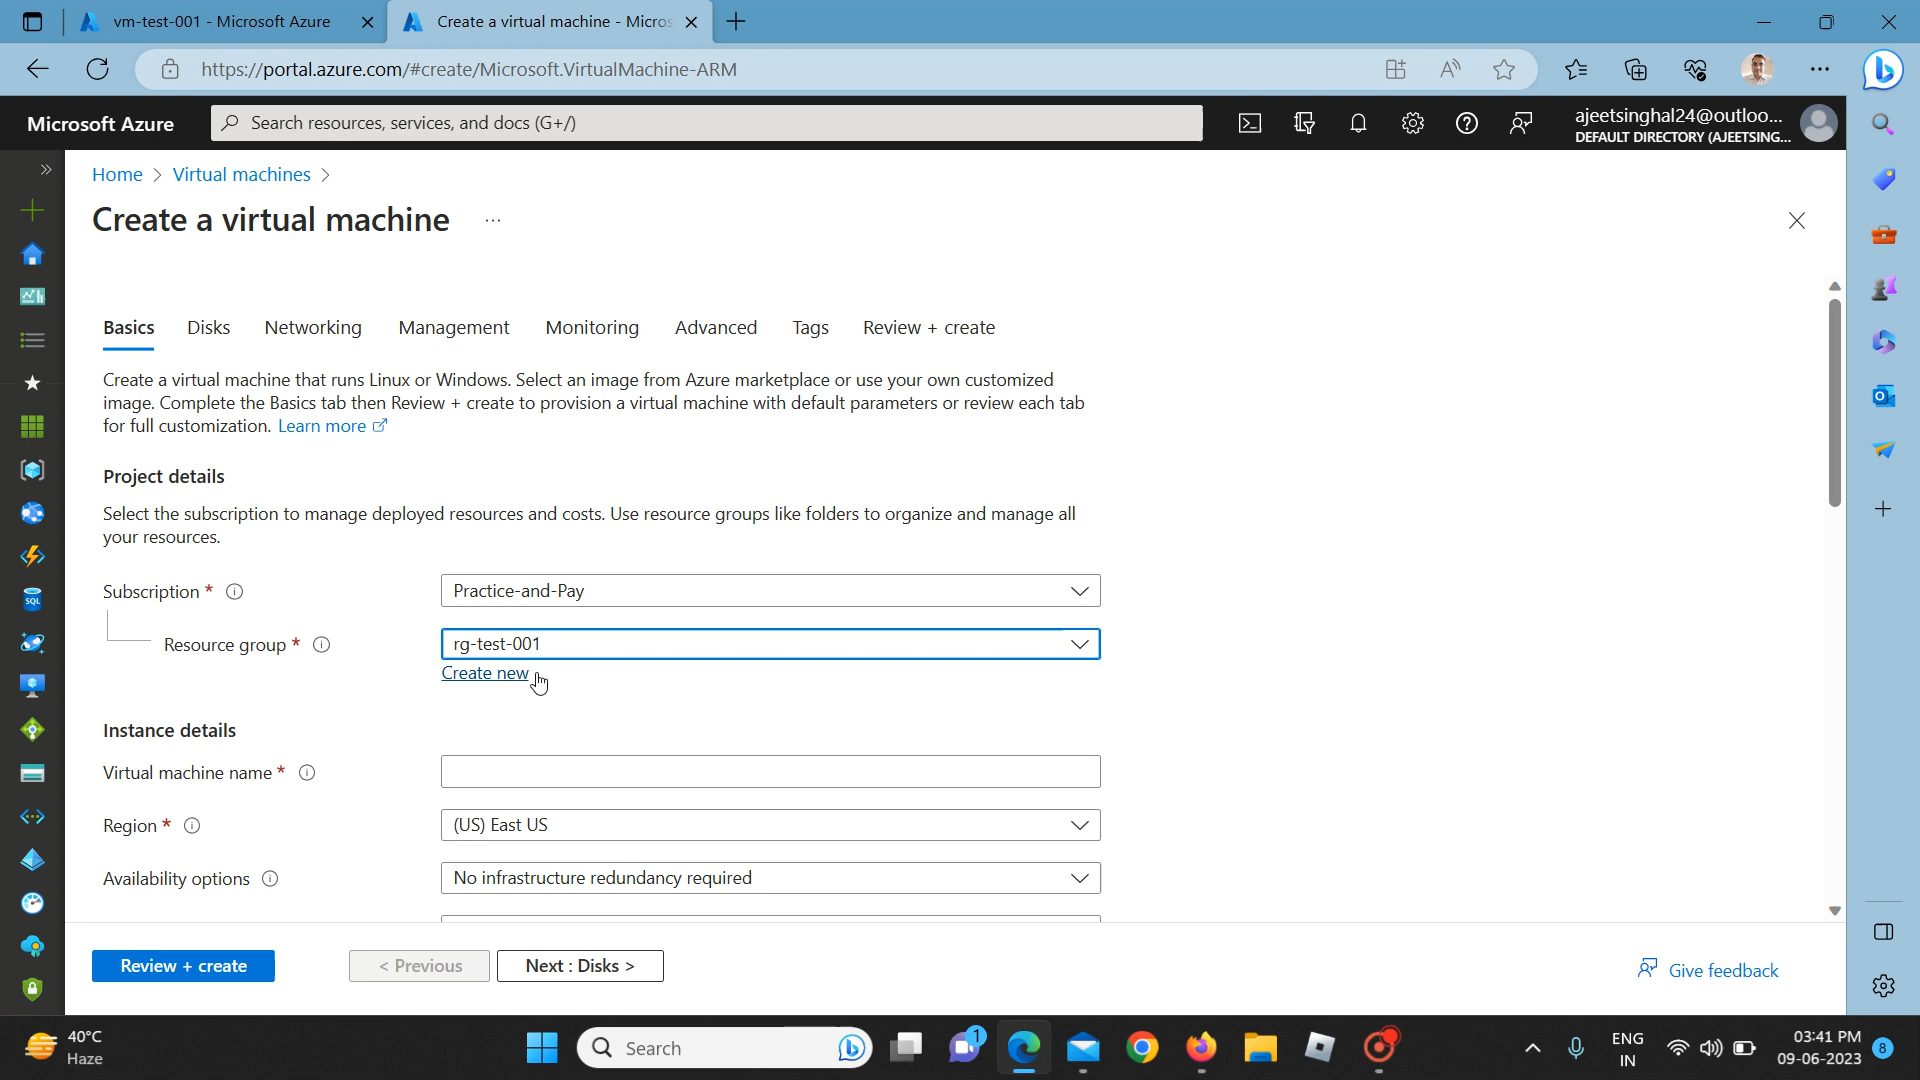 vm-test-001 - Microsoft Azure
Create a virtual machine - Micros
https://portal.azure.com/#create/Microsoft.VirtualMachine-ARM
Microsoft Azure
Search resources, services, and docs (G+/)
ajeetsinghal24@outloo...
DEFAULT DIRECTORY (AJEETSING...
Home > Virtual machines >
Create a virtual machine ...
Basics Disks Networking Management Monitoring Advanced Tags Review + create
Create a virtual machine that runs Linux or Windows. Select an image from Azure marketplace or use your own customized
image. Complete the Basics tab then Review + create to provision a virtual machine with default parameters or review each tab
for full customization. Learn more
Project details
Select the subscription to manage deployed resources and costs. Use resource groups like folders to organize and manage all
your resources.
Subscription * Practice-and-Pay
Resource group * rg-test-001
Create new
Instance details
Virtual machine name *
Region * (US) East US
Availability options No infrastructure redundancy required
Review + create < Previous Next : Disks > Give feedback
40°C
Haze
Search
1
ENG
IN
03:41 PM
09-06-2023
8